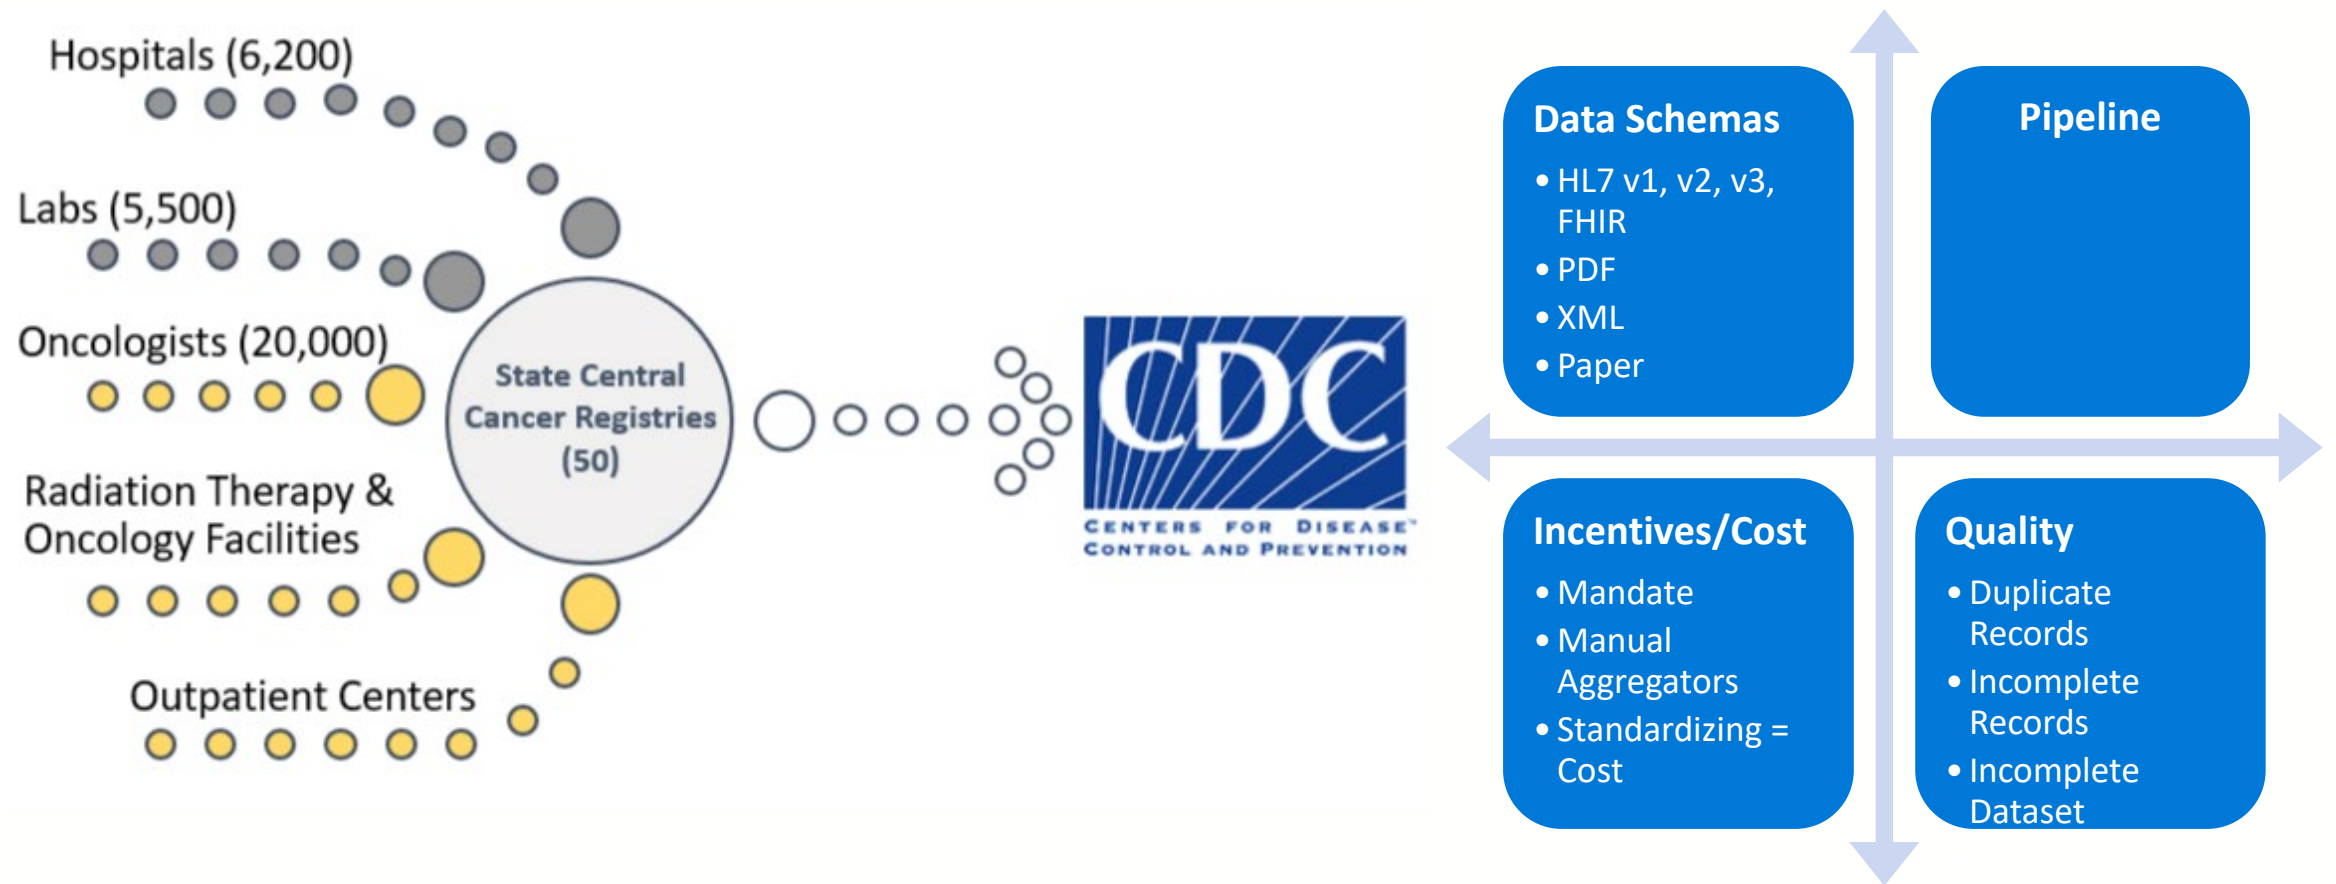 Hospitals (6,200)
Labs (5,500)
Oncologists (20,000)
Radiation Therapy &
Oncology Facilities
Outpatient Centers
State Central
Cancer Registries
(50)
CDC
CENTERS FOR DISEASE™
CONTROL AND PREVENTION
Data Schemas
• HL7 v1, v2, v3,
FHIR
• PDF
• XML
• Paper
Pipeline
Incentives/Cost
• Mandate
• Manual
Aggregators
• Standardizing =
Cost
Quality
• Duplicate
Records
• Incomplete
Records
• Incomplete
Dataset